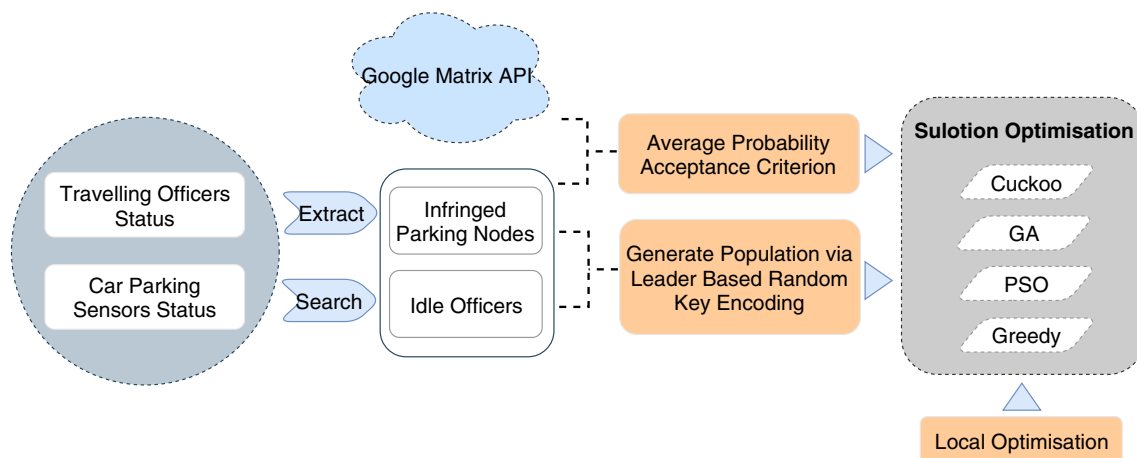 Google Matrix API
Travelling Officers
Status
Car Parking
Sensors Status
Extract
Search
Infringed
Parking Nodes
Idle Officers
Average Probability
Acceptance Criterion
Generate Population via
Leader Based Random
Key Encoding
Sulotion Optimisation
Cuckoo
GA
PSO
Greedy
Local Optimisation